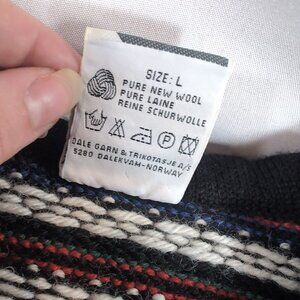 SIZE: L
PURE NEW WOOL
PURE LAINE
REINE SCHURWOLLE
P
DALE GARN & TRIKOTASJE A/S
5280 DALEKVAM-NORWAY